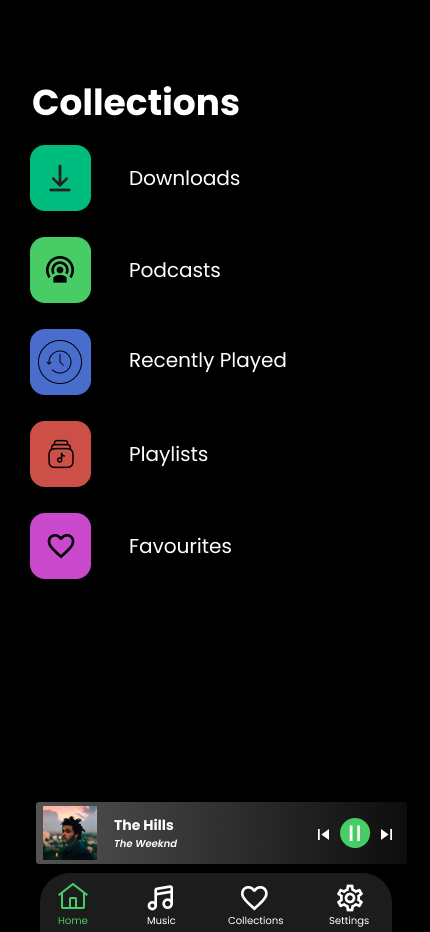 Collections
Downloads
Podcasts
Recently Played
Playlists
Favourites
The Hills
The Weeknd
Home
Music
Collections
Settings